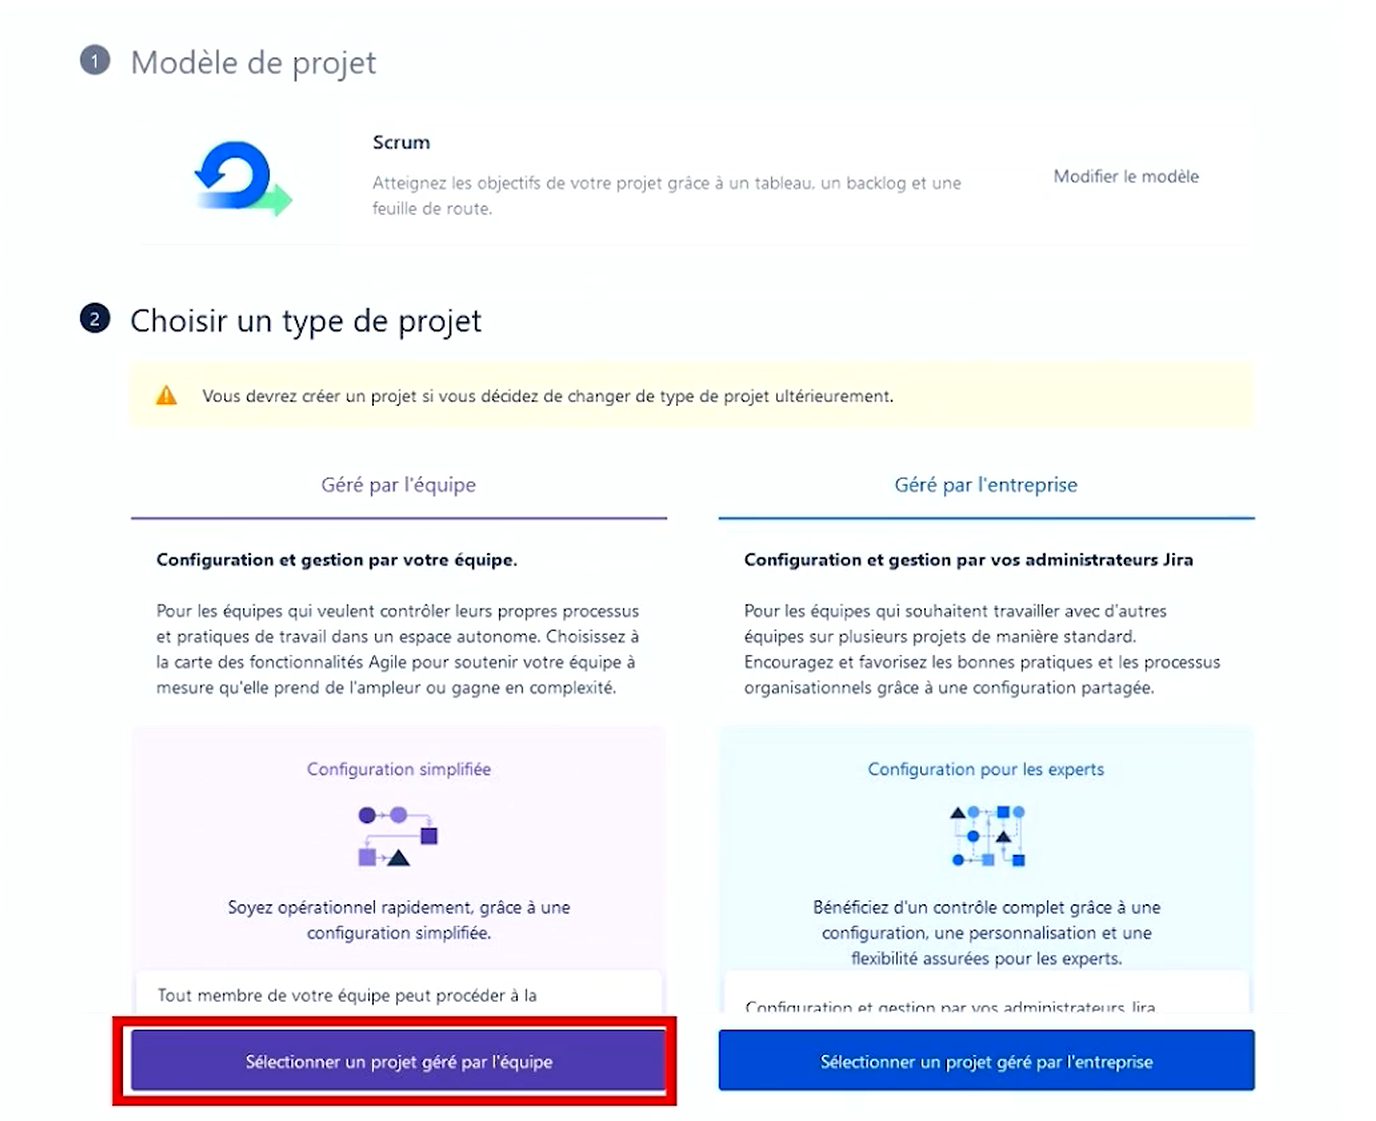 1 Modèle de projet
Scrum
Atteignez les objectifs de votre projet grâce à un tableau, un backlog et une
feuille de route.
Modifier le modèle
2 Choisir un type de projet
Vous devrez créer un projet si vous décidez de changer de type de projet ultérieurement.
Géré par l'équipe
Configuration et gestion par votre équipe.
Pour les équipes qui veulent contrôler leurs propres processus
et pratiques de travail dans un espace autonome. Choisissez à
la carte des fonctionnalités Agile pour soutenir votre équipe à
mesure qu'elle prend de l'ampleur ou gagne en complexité.
Configuration simplifiée
Soyez opérationnel rapidement, grâce à une
configuration simplifiée.
Tout membre de votre équipe peut procéder à la
Sélectionner un projet géré par l'équipe
Géré par l'entreprise
Configuration et gestion par vos administrateurs Jira
Pour les équipes qui souhaitent travailler avec d'autres
équipes sur plusieurs projets de manière standard.
Encouragez et favorisez les bonnes pratiques et les processus
organisationnels grâce à une configuration partagée.
Configuration pour les experts
Bénéficiez d'un contrôle complet grâce à une
configuration, une personnalisation et une
flexibilité assurées pour les experts.
Configuration et gestion par vos administrateurs Jira
Sélectionner un projet géré par l'entreprise